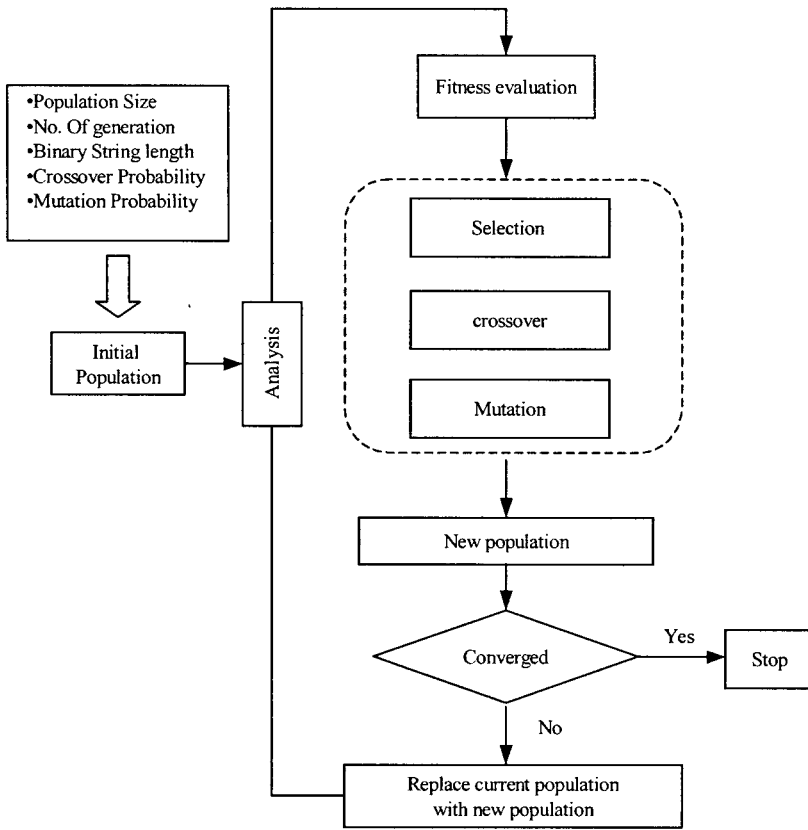 •Population Size
•No. Of generation
•Binary String length
•Crossover Probability
•Mutation Probability
Initial
Population
Analysis
Fitness evaluation
Selection
crossover
Mutation
New population
Converged
Yes
Stop
No
Replace current population
with new population